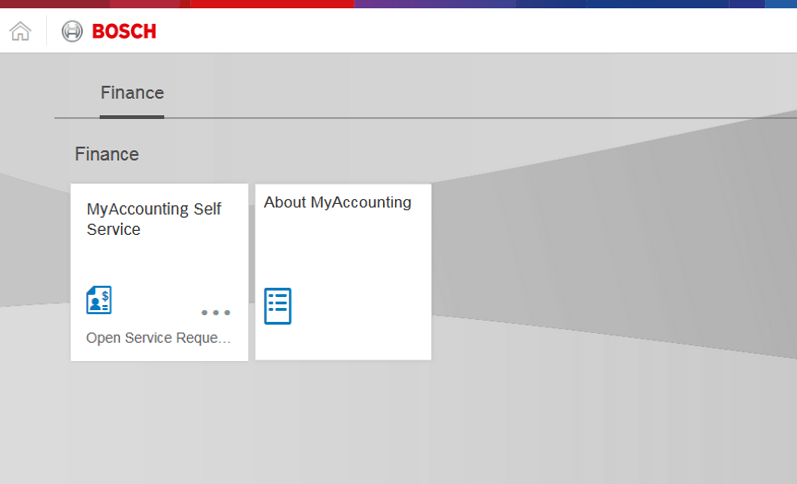 BOSCH
Finance
Finance
MyAccounting Self
Service
$
Open Service Reque...
About MyAccounting